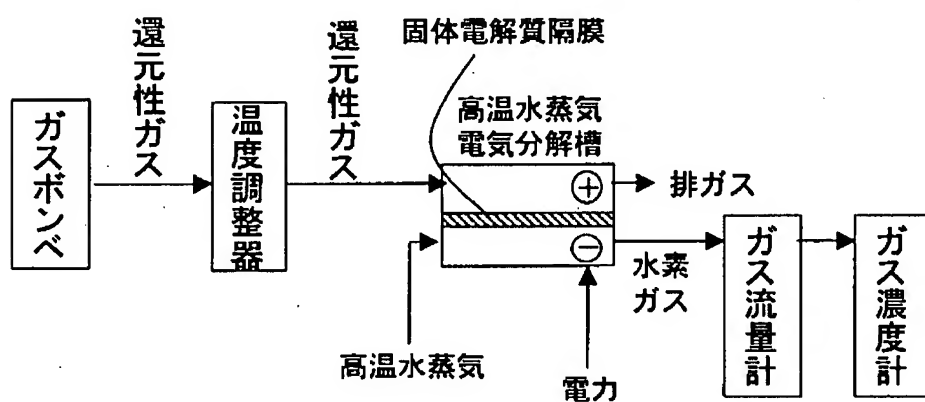 ガスボンベ
還元性ガス
温度調整器
還元性ガス
固体電解質隔膜
高温水蒸気
電気分解槽
+
排ガス
高温水蒸気
−
電力
水素
ガス
ガス流量計
ガス濃度計